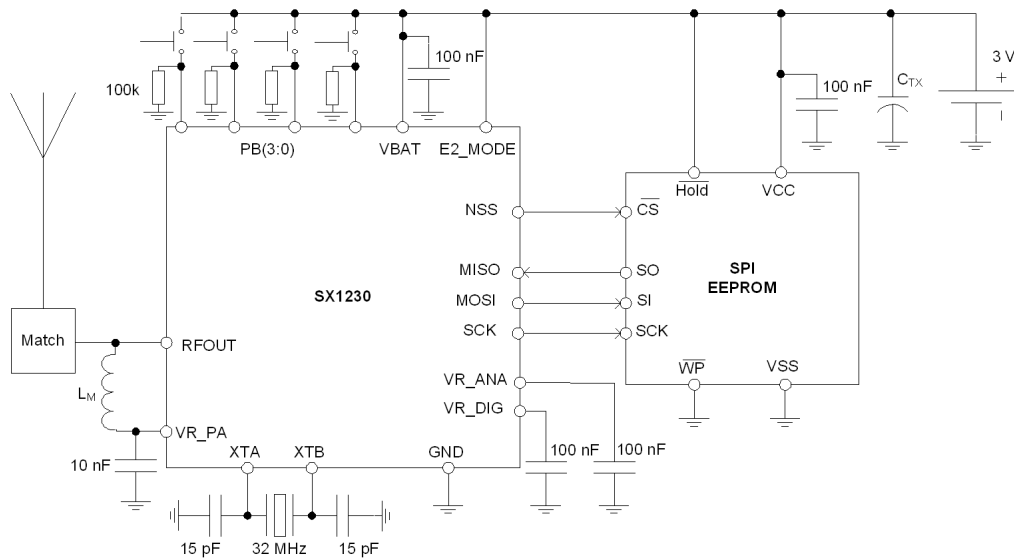 100k
100 nF
100 nF
C_TX
3 V
+
PB(3:0)
VBAT
E2_MODE
Hold
VCC
NSS
CS
MISO
SO
SPI
EEPROM
SX1230
MOSI
SI
SCK
SCK
Match
RFOUT
WP
VSS
VR_ANA
L_M
VR_DIG
VR_PA
XTA
XTB
GND
100 nF
100 nF
10 nF
15 pF
32 MHz
15 pF